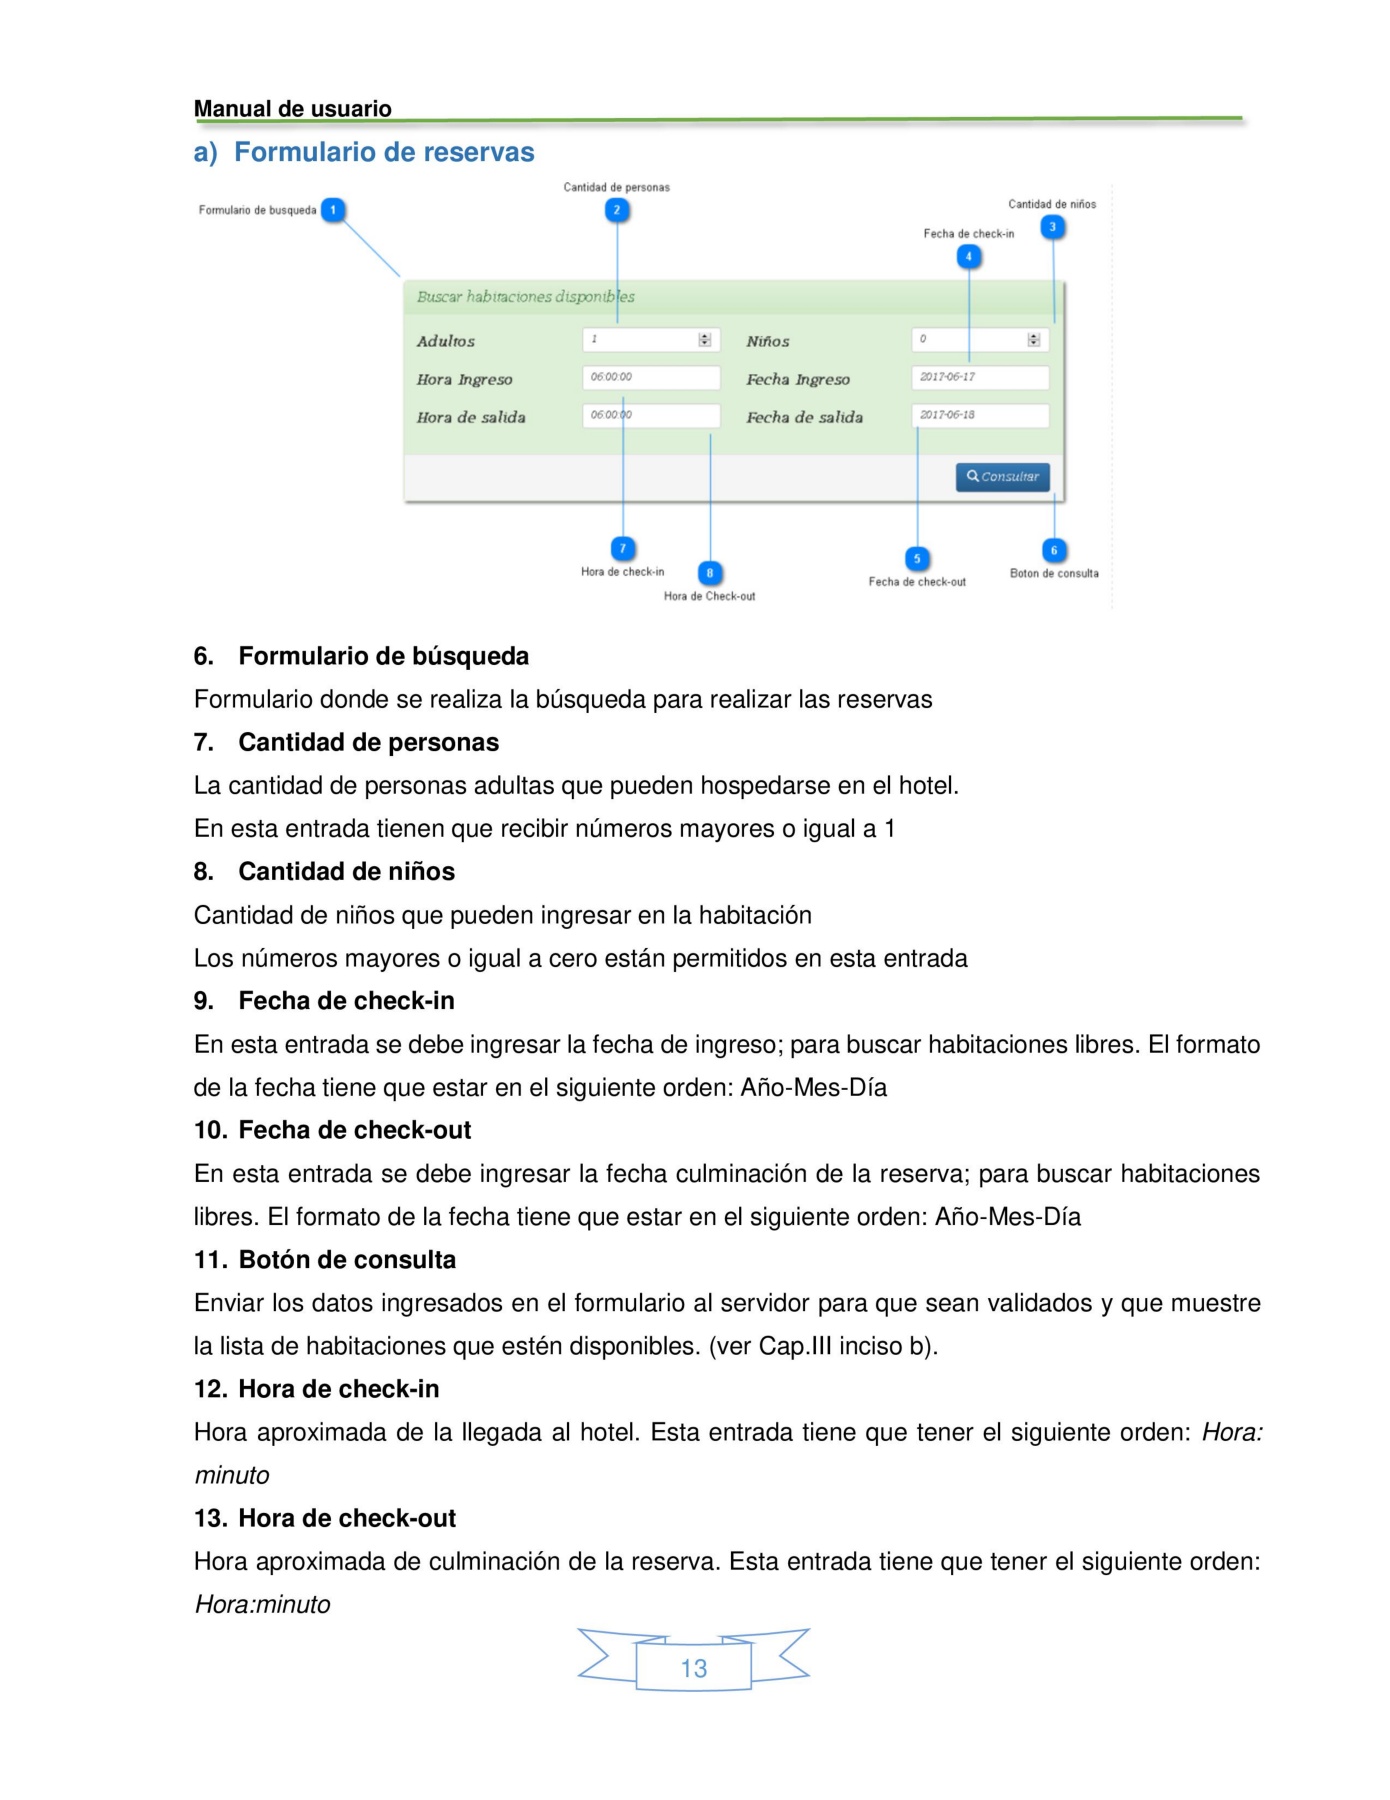 Manual de usuario
a) Formulario de reservas
Cantidad de personas
Formulario de busqueda 1
2
Cantidad de niños
3
Fecha de check-in
4
Buscar habitaciones disponibles
Adultos 1 Niños 0
Hora Ingreso 06:00:00 Fecha Ingreso 2017-06-17
Hora de salida 06:00:00 Fecha de salida 2017-06-18
Consultar
7
Hora de check-in
8
Hora de Check-out
5
Fecha de check-out
6
Boton de consulta
6. Formulario de búsqueda
Formulario donde se realiza la búsqueda para realizar las reservas
7. Cantidad de personas
La cantidad de personas adultas que pueden hospedarse en el hotel.
En esta entrada tienen que recibir números mayores o igual a 1
8. Cantidad de niños
Cantidad de niños que pueden ingresar en la habitación
Los números mayores o igual a cero están permitidos en esta entrada
9. Fecha de check-in
En esta entrada se debe ingresar la fecha de ingreso; para buscar habitaciones libres. El formato
de la fecha tiene que estar en el siguiente orden: Año-Mes-Día
10. Fecha de check-out
En esta entrada se debe ingresar la fecha culminación de la reserva; para buscar habitaciones
libres. El formato de la fecha tiene que estar en el siguiente orden: Año-Mes-Día
11. Botón de consulta
Enviar los datos ingresados en el formulario al servidor para que sean validados y que muestre
la lista de habitaciones que estén disponibles. (ver Cap.III inciso b).
12. Hora de check-in
Hora aproximada de la llegada al hotel. Esta entrada tiene que tener el siguiente orden: Hora:
minuto
13. Hora de check-out
Hora aproximada de culminación de la reserva. Esta entrada tiene que tener el siguiente orden:
Hora:minuto
13